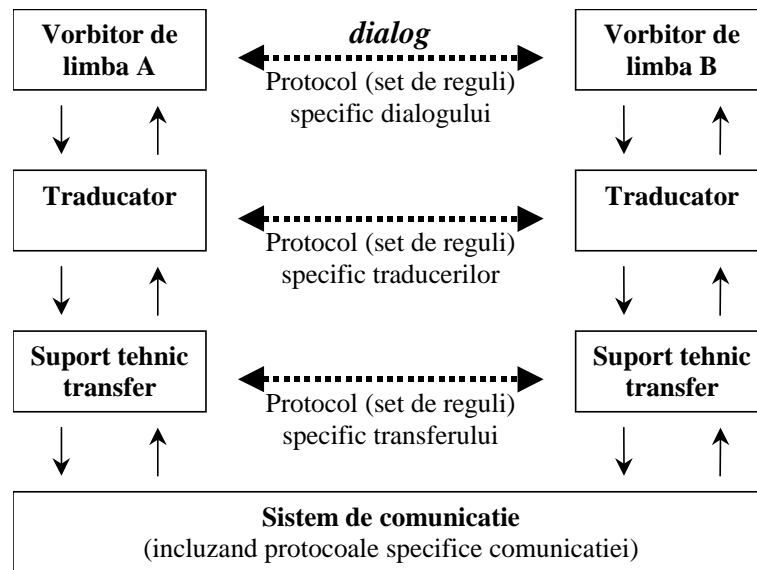 Vorbitor de
limba A
dialog
Protocol (set de reguli)
specific dialogului
Vorbitor de
limba B
Traducator
Protocol (set de reguli)
specific traducerilor
Traducator
Suport tehnic
transfer
Protocol (set de reguli)
specific transferului
Suport tehnic
transfer
Sistem de comunicatie
(incluzand protocoale specifice comunicatiei)